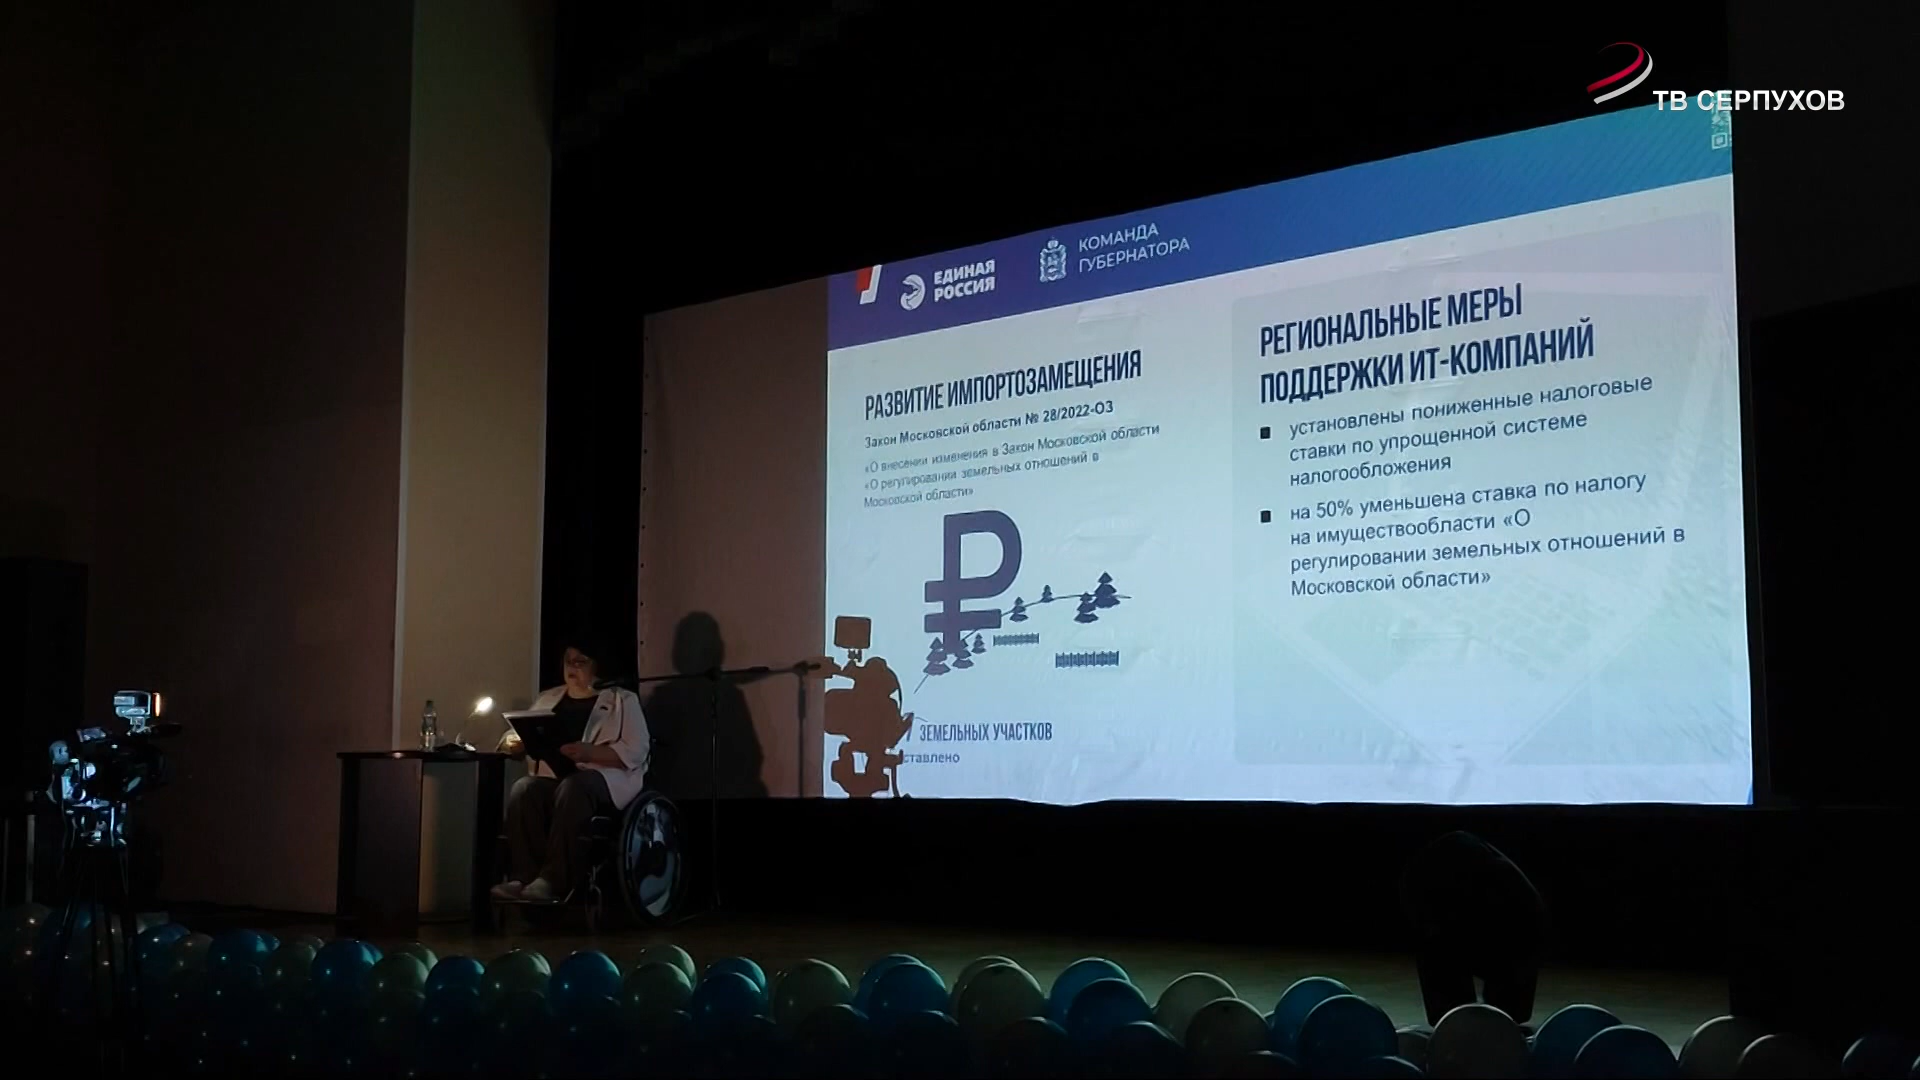 ТВ СЕРПУХОВ
ЕДИНАЯ
РОССИЯ
КОМАНДА
ГУБЕРНАТОРА
РАЗВИТИЕ ИМПОРТОЗАМЕЩЕНИЯ
Закон Московской области № 28/2022-ОЗ
«О внесении изменения в Закон Московской области
«О регулировании земельных отношений в
Московской области»
ЗЕМЕЛЬНЫХ УЧАСТКОВ
ставлено
РЕГИОНАЛЬНЫЕ МЕРЫ
ПОДДЕРЖКИ ИТ-КОМПАНИЙ
установлены пониженные налоговые
ставки по упрощенной системе
налогообложения
на 50% уменьшена ставка по налогу
на имуществообласти «О
регулировании земельных отношений в
Московской области»